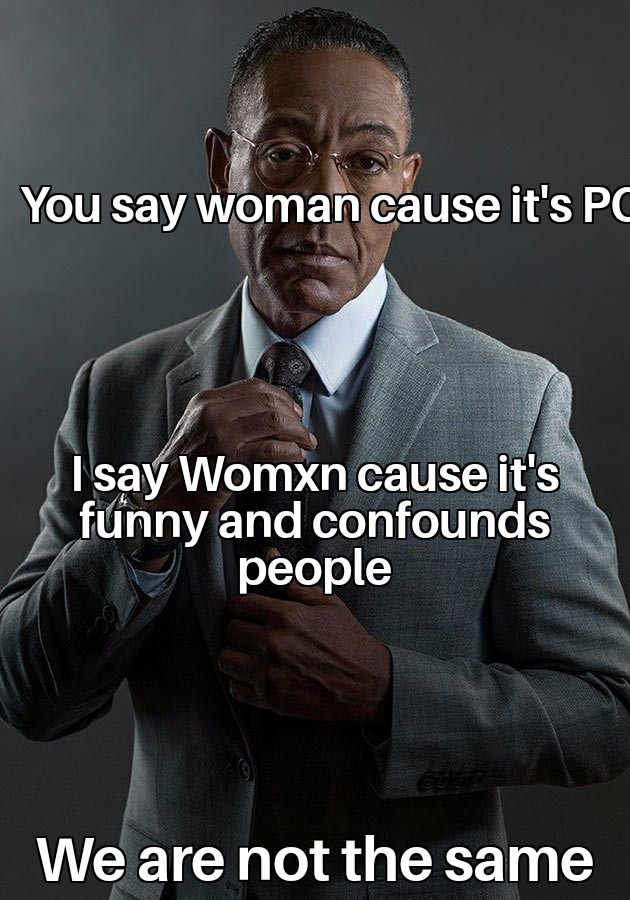 You say woman cause it's PC
I say Womxn cause it's
funny and confounds
people
We are not the same